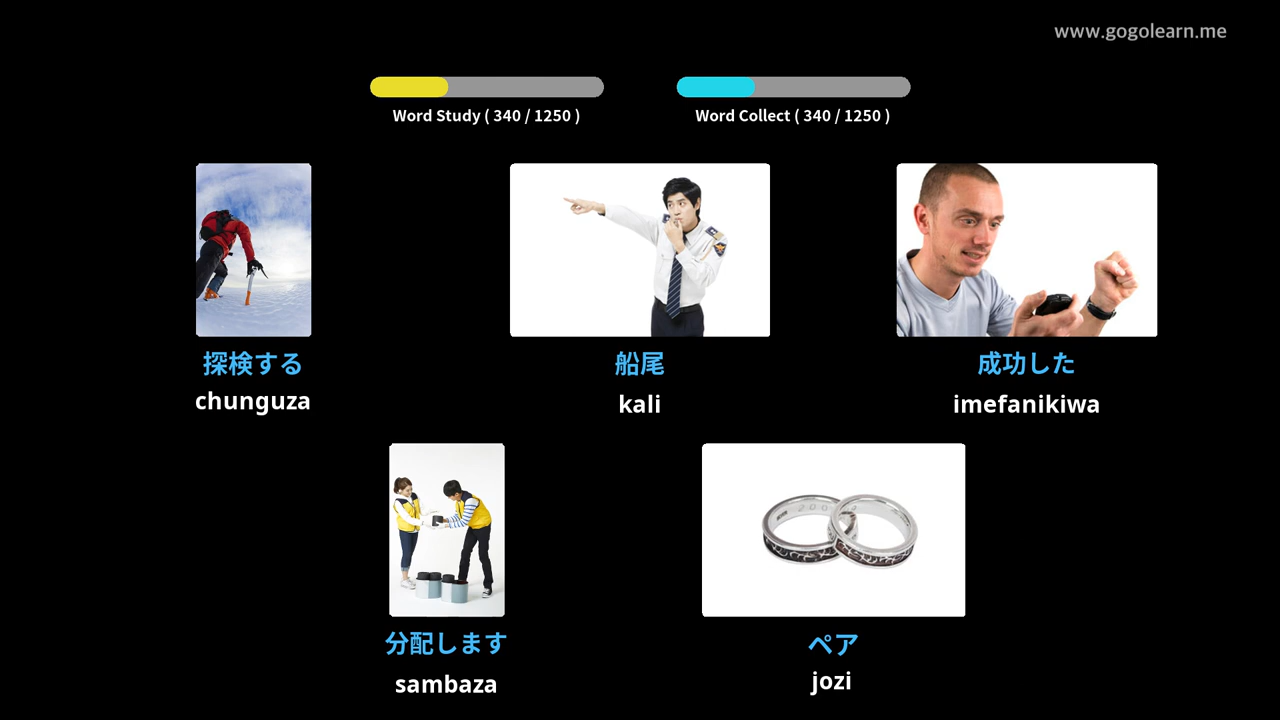 www.gogolearn.me
Word Study ( 340 / 1250 )
Word Collect ( 340 / 1250 )
探検する
chunguza
船尾
kali
成功した
imefanikiwa
分配します
sambaza
ペア
jozi